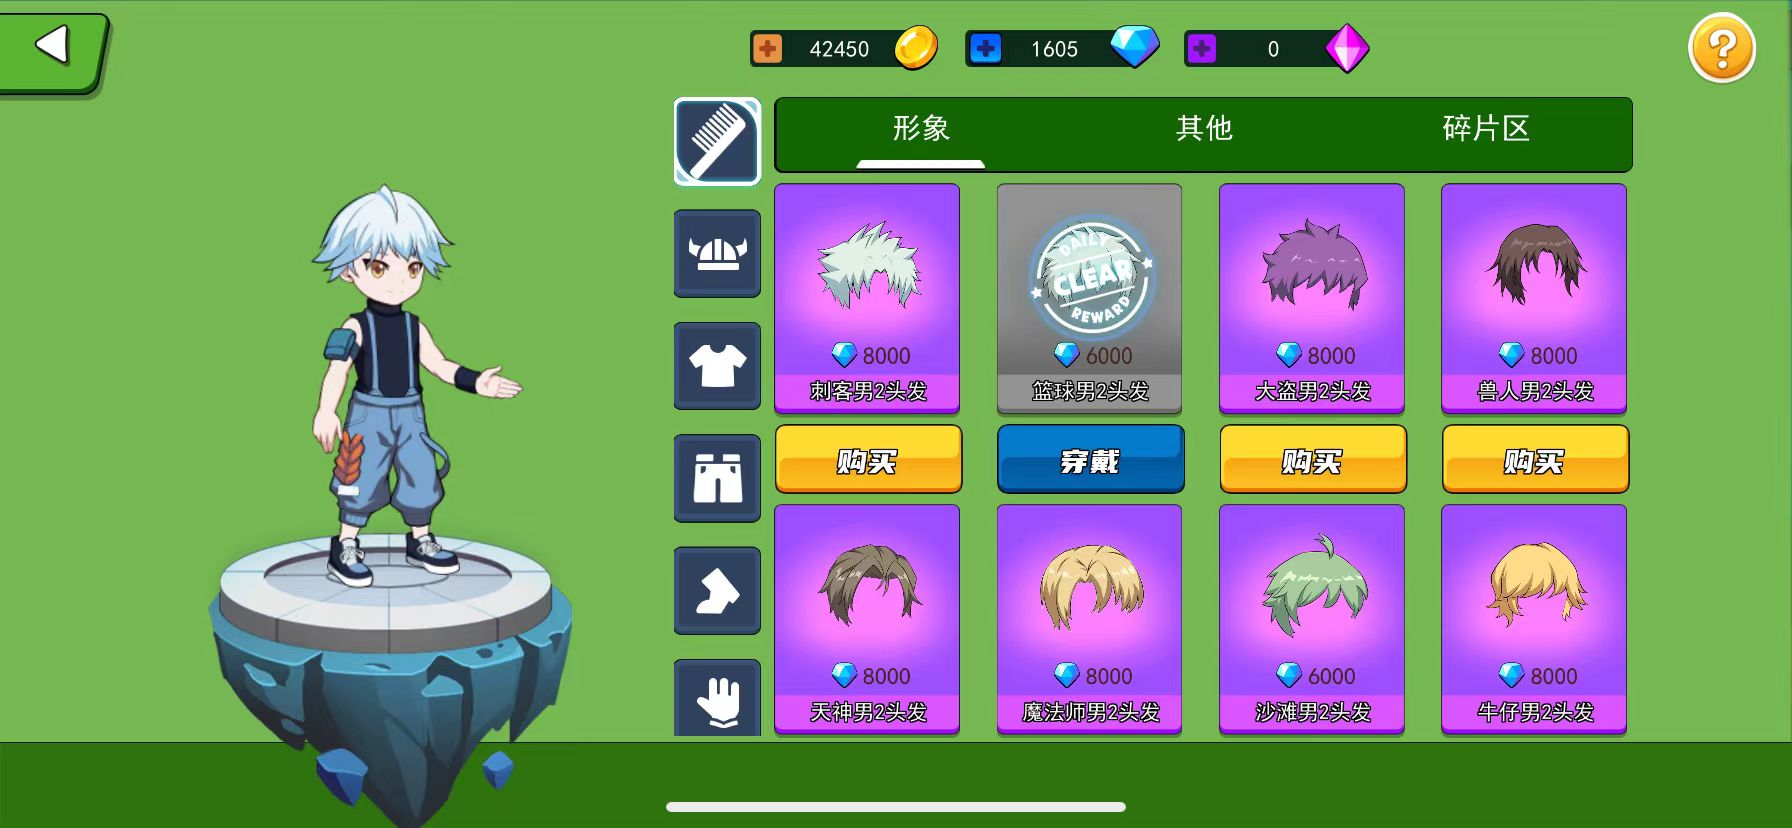 42450 1605 0
形象 其他 碎片区
8000
刺客男2头发
DAILY
CLEAR
REWARD
6000
篮球男2头发
8000
大盗男2头发
8000
兽人男2头发
购买 穿戴 购买 购买
8000
天神男2头发
8000
魔法师男2头发
6000
沙滩男2头发
8000
牛仔男2头发